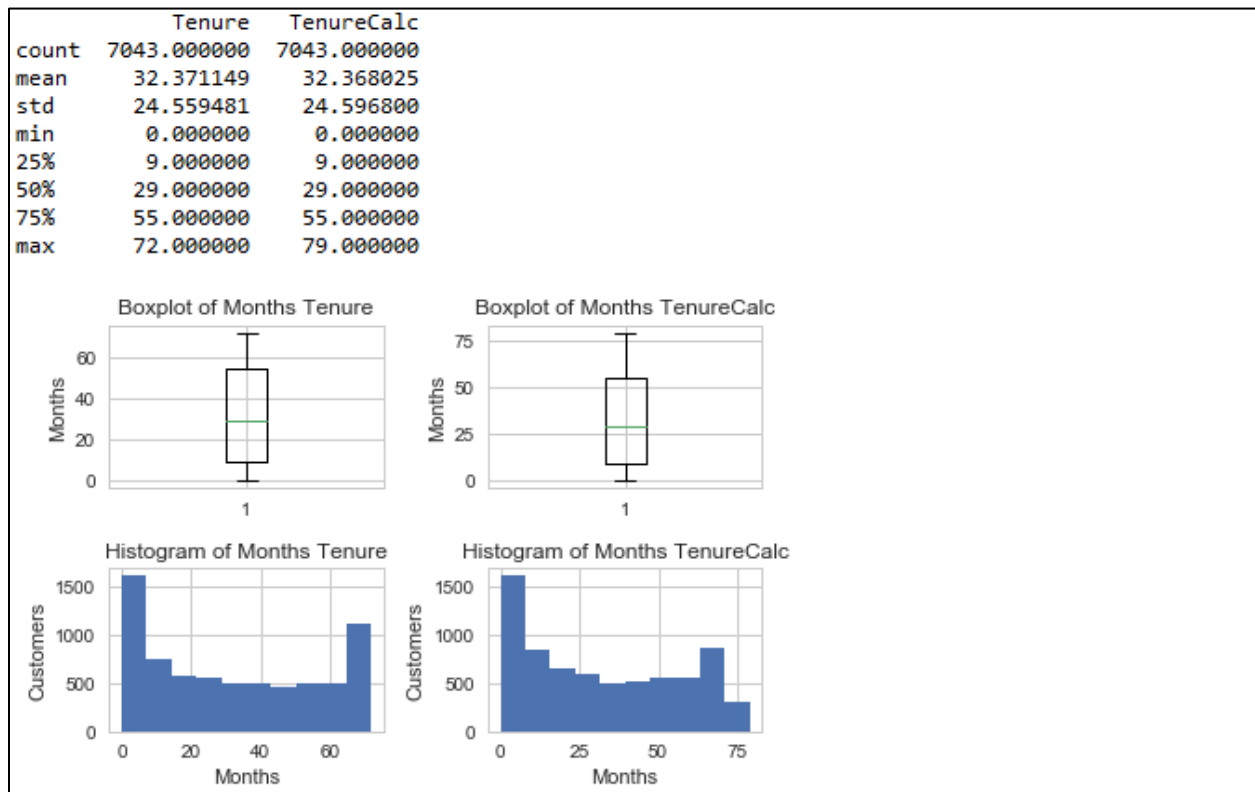 Tenure TenureCalc
count 7043.000000 7043.000000
mean 32.371149 32.368025
std 24.559481 24.596800
min 0.000000 0.000000
25% 9.000000 9.000000
50% 29.000000 29.000000
75% 55.000000 55.000000
max 72.000000 79.000000
Boxplot of Months Tenure
Months
60
40
20
0
1
Boxplot of Months TenureCalc
Months
75
50
25
0
1
Histogram of Months Tenure
Customers
1500
1000
500
0
0 20 40 60
Months
Histogram of Months TenureCalc
Customers
1500
1000
500
0
0 25 50 75
Months